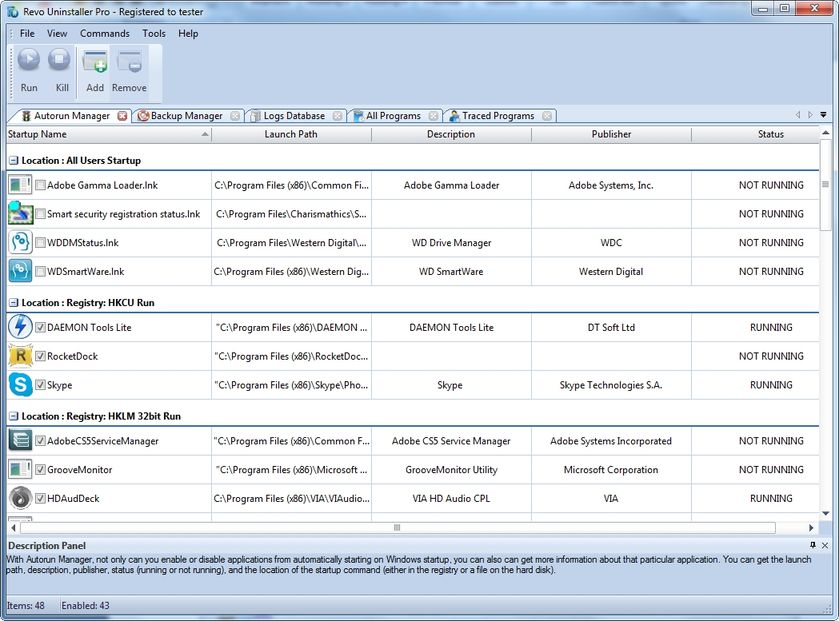 Revo Uninstaller Pro - Registered to tester
File View Commands Tools Help
Run Kill Add Remove
Autorun Manager Backup Manager Logs Database All Programs Traced Programs
Startup Name Launch Path Description Publisher Status
Location : All Users Startup
Adobe Gamma Loader.lnk C:\Program Files (x86)\Common Fi... Adobe Gamma Loader Adobe Systems, Inc. NOT RUNNING
Smart security registration status.lnk C:\Program Files\Charismathics\S... NOT RUNNING
WDDMStatus.lnk C:\Program Files\Western Digital\... WD Drive Manager WDC NOT RUNNING
WDSmartWare.lnk C:\Program Files (x86)\Western Dig... WD SmartWare Western Digital NOT RUNNING
Location : Registry: HKCU Run
DAEMON Tools Lite "C:\Program Files (x86)\DAEMON ... DAEMON Tools Lite DT Soft Ltd RUNNING
RocketDock "C:\Program Files (x86)\RocketDoc... NOT RUNNING
Skype "C:\Program Files (x86)\Skype\Pho... Skype Skype Technologies S.A. RUNNING
Location : Registry: HKLM 32bit Run
AdobeCS5ServiceManager "C:\Program Files (x86)\Common F... Adobe CS5 Service Manager Adobe Systems Incorporated NOT RUNNING
GrooveMonitor "C:\Program Files (x86)\Microsoft ... GrooveMonitor Utility Microsoft Corporation NOT RUNNING
HDAudDeck C:\Program Files (x86)\VIA\VIAudio... VIA HD Audio CPL VIA RUNNING
Description Panel
With Autorun Manager, not only can you enable or disable applications from automatically starting on Windows startup, you can also can get more information about that particular application. You can get the launch
path, description, publisher, status (running or not running), and the location of the startup command (either in the registry or a file on the hard disk).
Items: 48 Enabled: 43